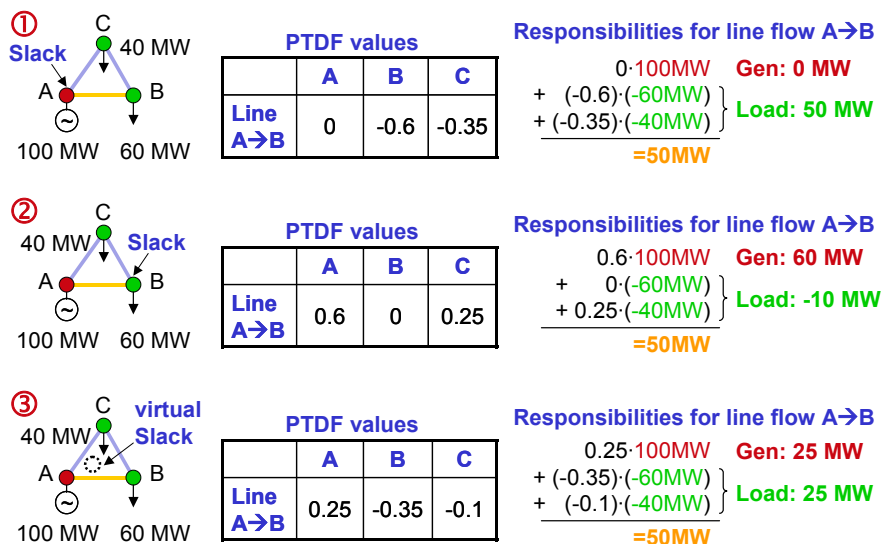 ①
C
Slack
40 MW
A
B
~
100 MW 60 MW
PTDF values
A B C
Line A→B 0 -0.6 -0.35
Responsibilities for line flow A→B
0·100MW Gen: 0 MW
+ (-0.6)·(-60MW)
+ (-0.35)·(-40MW)
Load: 50 MW
=50MW
②
C
40 MW Slack
A
B
~
100 MW 60 MW
PTDF values
A B C
Line A→B 0.6 0 0.25
Responsibilities for line flow A→B
0.6·100MW Gen: 60 MW
+ 0·(-60MW)
+ 0.25·(-40MW)
Load: -10 MW
=50MW
③
C
virtual
Slack
40 MW
A
B
~
100 MW 60 MW
PTDF values
A B C
Line A→B 0.25 -0.35 -0.1
Responsibilities for line flow A→B
0.25·100MW Gen: 25 MW
+ (-0.35)·(-60MW)
+ (-0.1)·(-40MW)
Load: 25 MW
=50MW